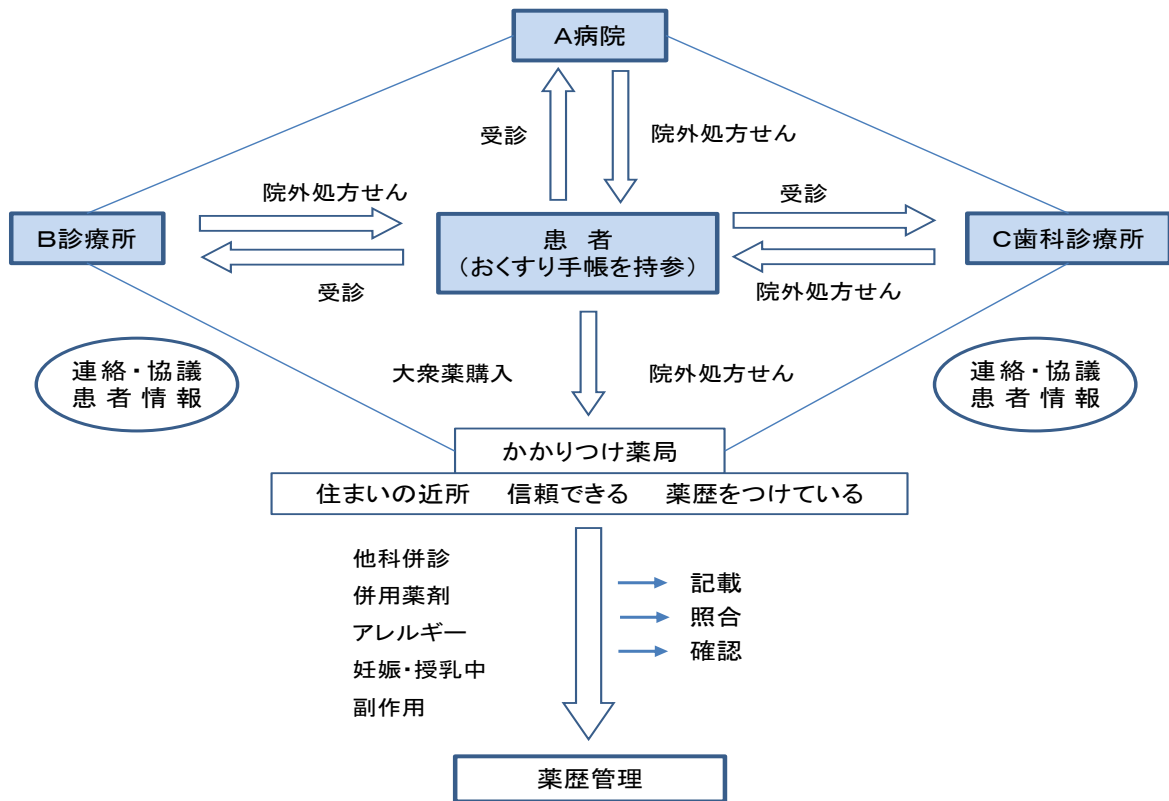 A病院
受診
院外処方せん
院外処方せん
受診
B診療所
患 者
（おくすり手帳を持参）
C歯科診療所
受診
院外処方せん
連絡・協議
患者情報
大衆薬購入
院外処方せん
連絡・協議
患者情報
かかりつけ薬局
住まいの近所 信頼できる 薬歴をつけている
他科併診
併用薬剤
アレルギー
妊娠・授乳中
副作用
記載
照合
確認
薬歴管理